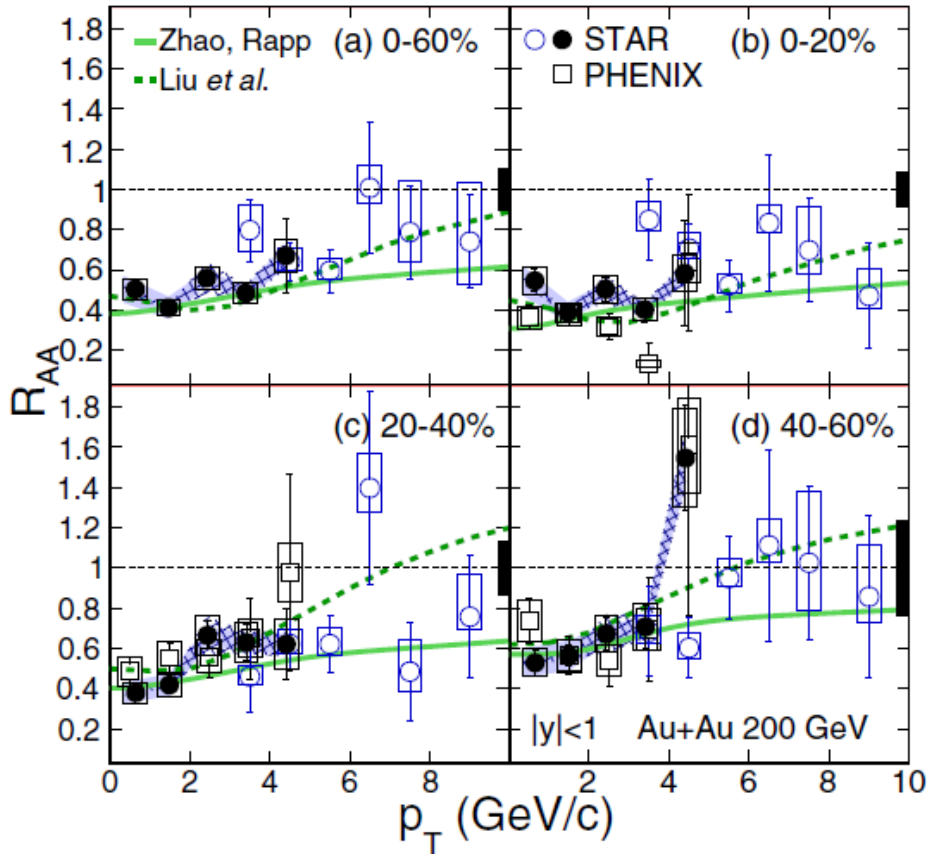 Zhao, Rapp
Liu et al.
(a) 0-60%
STAR
PHENIX
(b) 0-20%
1.8
1.6
1.4
1.2
1
0.8
0.6
0.4
0.2
R_AA
(c) 20-40%
(d) 40-60%
1.8
1.6
1.4
1.2
1
0.8
0.6
0.4
0.2
|y|<1 Au+Au 200 GeV
0 2 4 6 8 2 4 6 8 10
p_T (GeV/c)